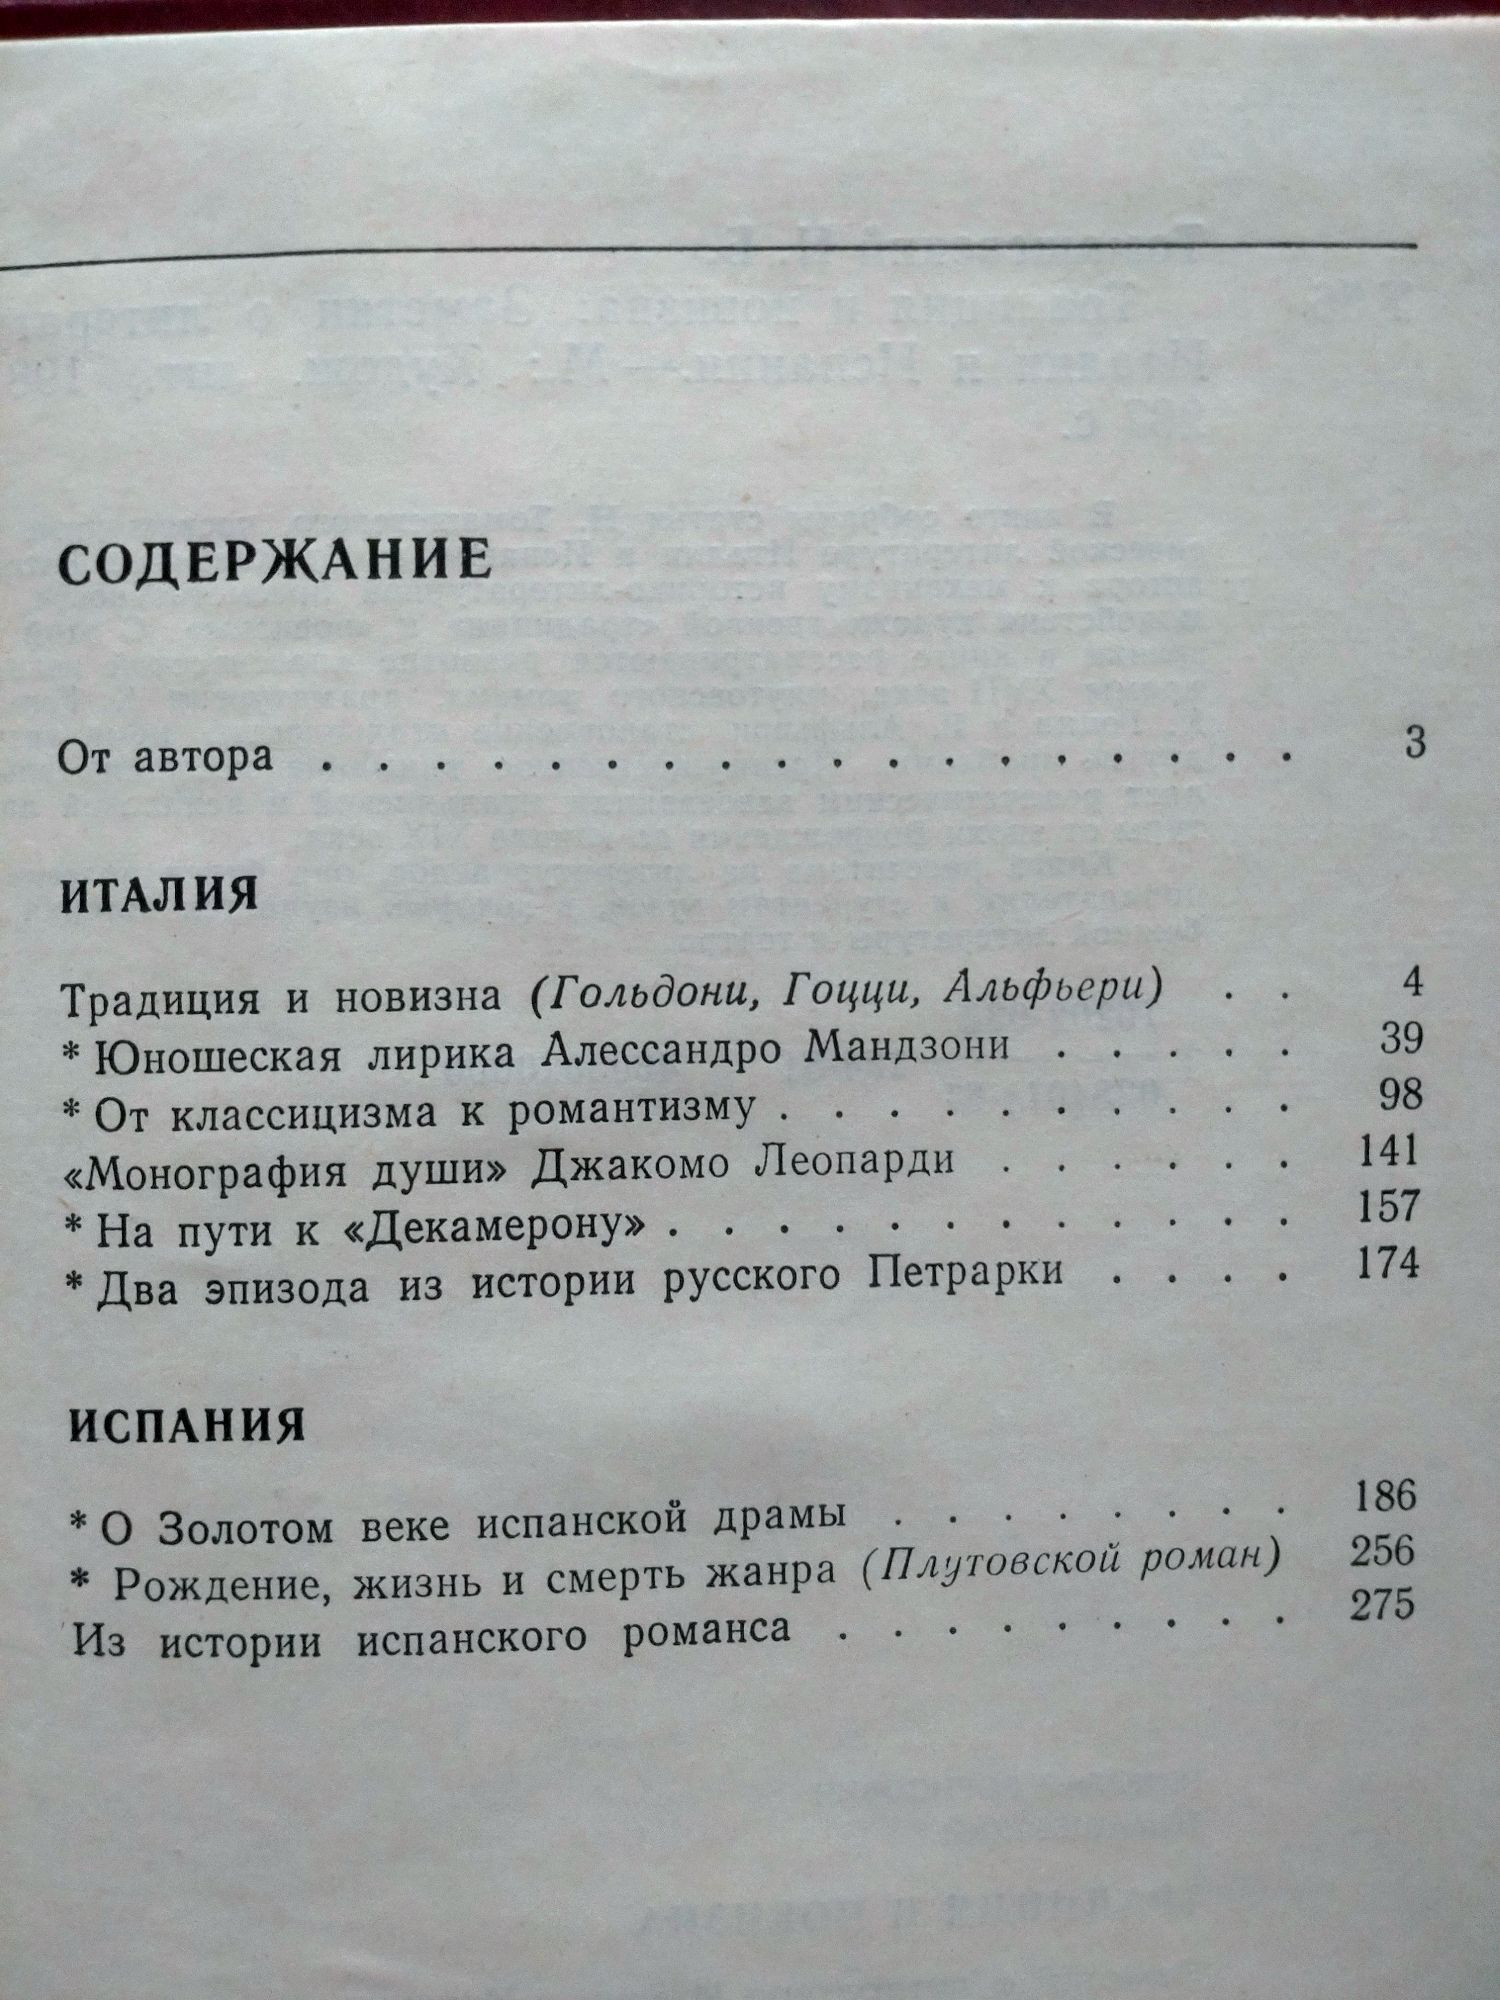 СОДЕРЖАНИЕ
От автора . . . . . . . . . . . . . . . . . . 3
ИТАЛИЯ
Традиция и новизна (Гольдони, Гоцци, Альфьери) . . 4
* Юношеская лирика Алессандро Мандзони . . . . . 39
* От классицизма к романтизму . . . . . . . . . . 98
«Монография души» Джакомо Леопарди . . . . . . 141
* На пути к «Декамерону» . . . . . . . . . . . . 157
* Два эпизода из истории русского Петрарки . . . . 174
ИСПАНИЯ
* О Золотом веке испанской драмы . . . . . . . . 186
* Рождение, жизнь и смерть жанра (Плутовской роман) 256
Из истории испанского романса . . . . . . . . . 275